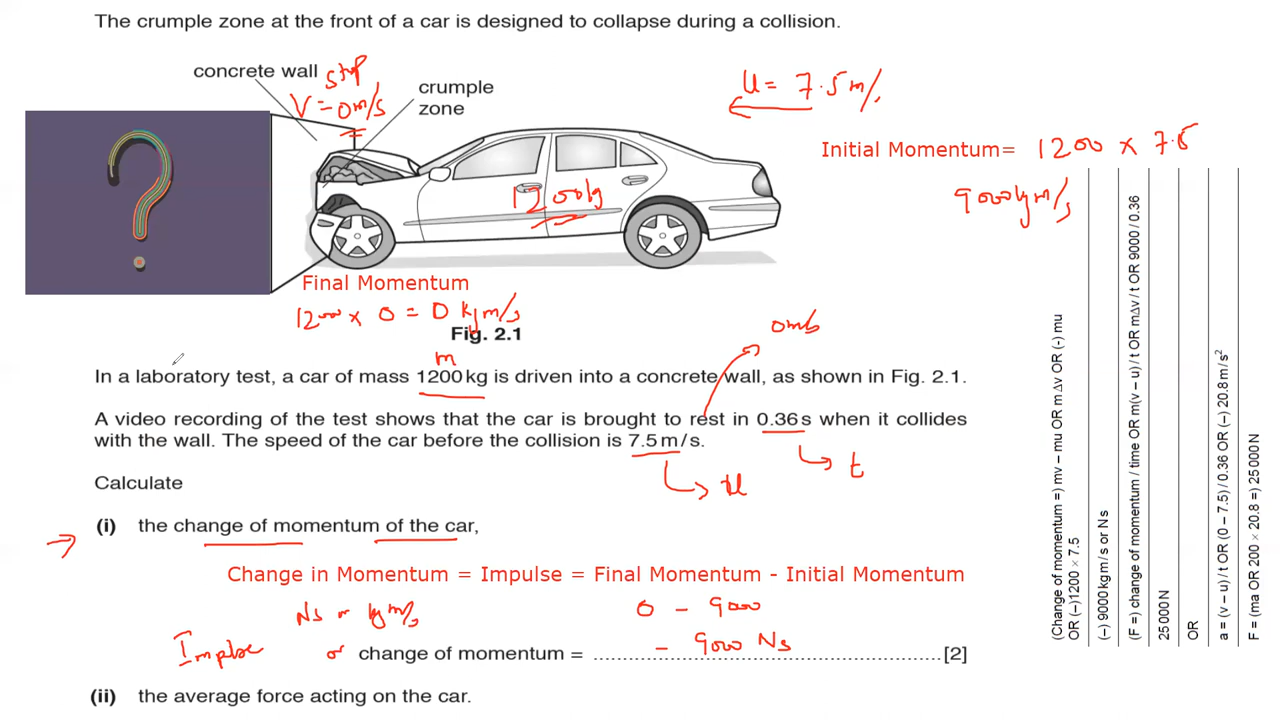 The crumple zone at the front of a car is designed to collapse during a collision.
concrete wall
stop
V = 0m/s
crumple
zone
U = 7.5m/s
Initial Momentum= 1200 x 7.5
9000kgm/s
1200kg
Final Momentum
1200 x 0 = 0 kgm/s
Fig. 2.1
0m/s
m
In a laboratory test, a car of mass 1200 kg is driven into a concrete wall, as shown in Fig. 2.1.
A video recording of the test shows that the car is brought to rest in 0.36 s when it collides
with the wall. The speed of the car before the collision is 7.5 m/s.
t
u
Calculate
(i) the change of momentum of the car,
Change in Momentum = Impulse = Final Momentum - Initial Momentum
Ns or kgm/s
0 - 9000
Impulse or change of momentum = - 9000 Ns [2]
(ii) the average force acting on the car.
(Change of momentum =) mv – mu OR m∆v OR (-) mu
OR (–)1200 × 7.5
(–) 9000 kg m/s or Ns
(F =) change of momentum / time OR m(v – u) / t OR m∆v / t OR 9000 / 0.36
25 000 N
OR
a = (v – u) / t OR (0 – 7.5) / 0.36 OR (–) 20.8 m / s²
F = (ma OR 200 × 20.8 =) 25 000 N